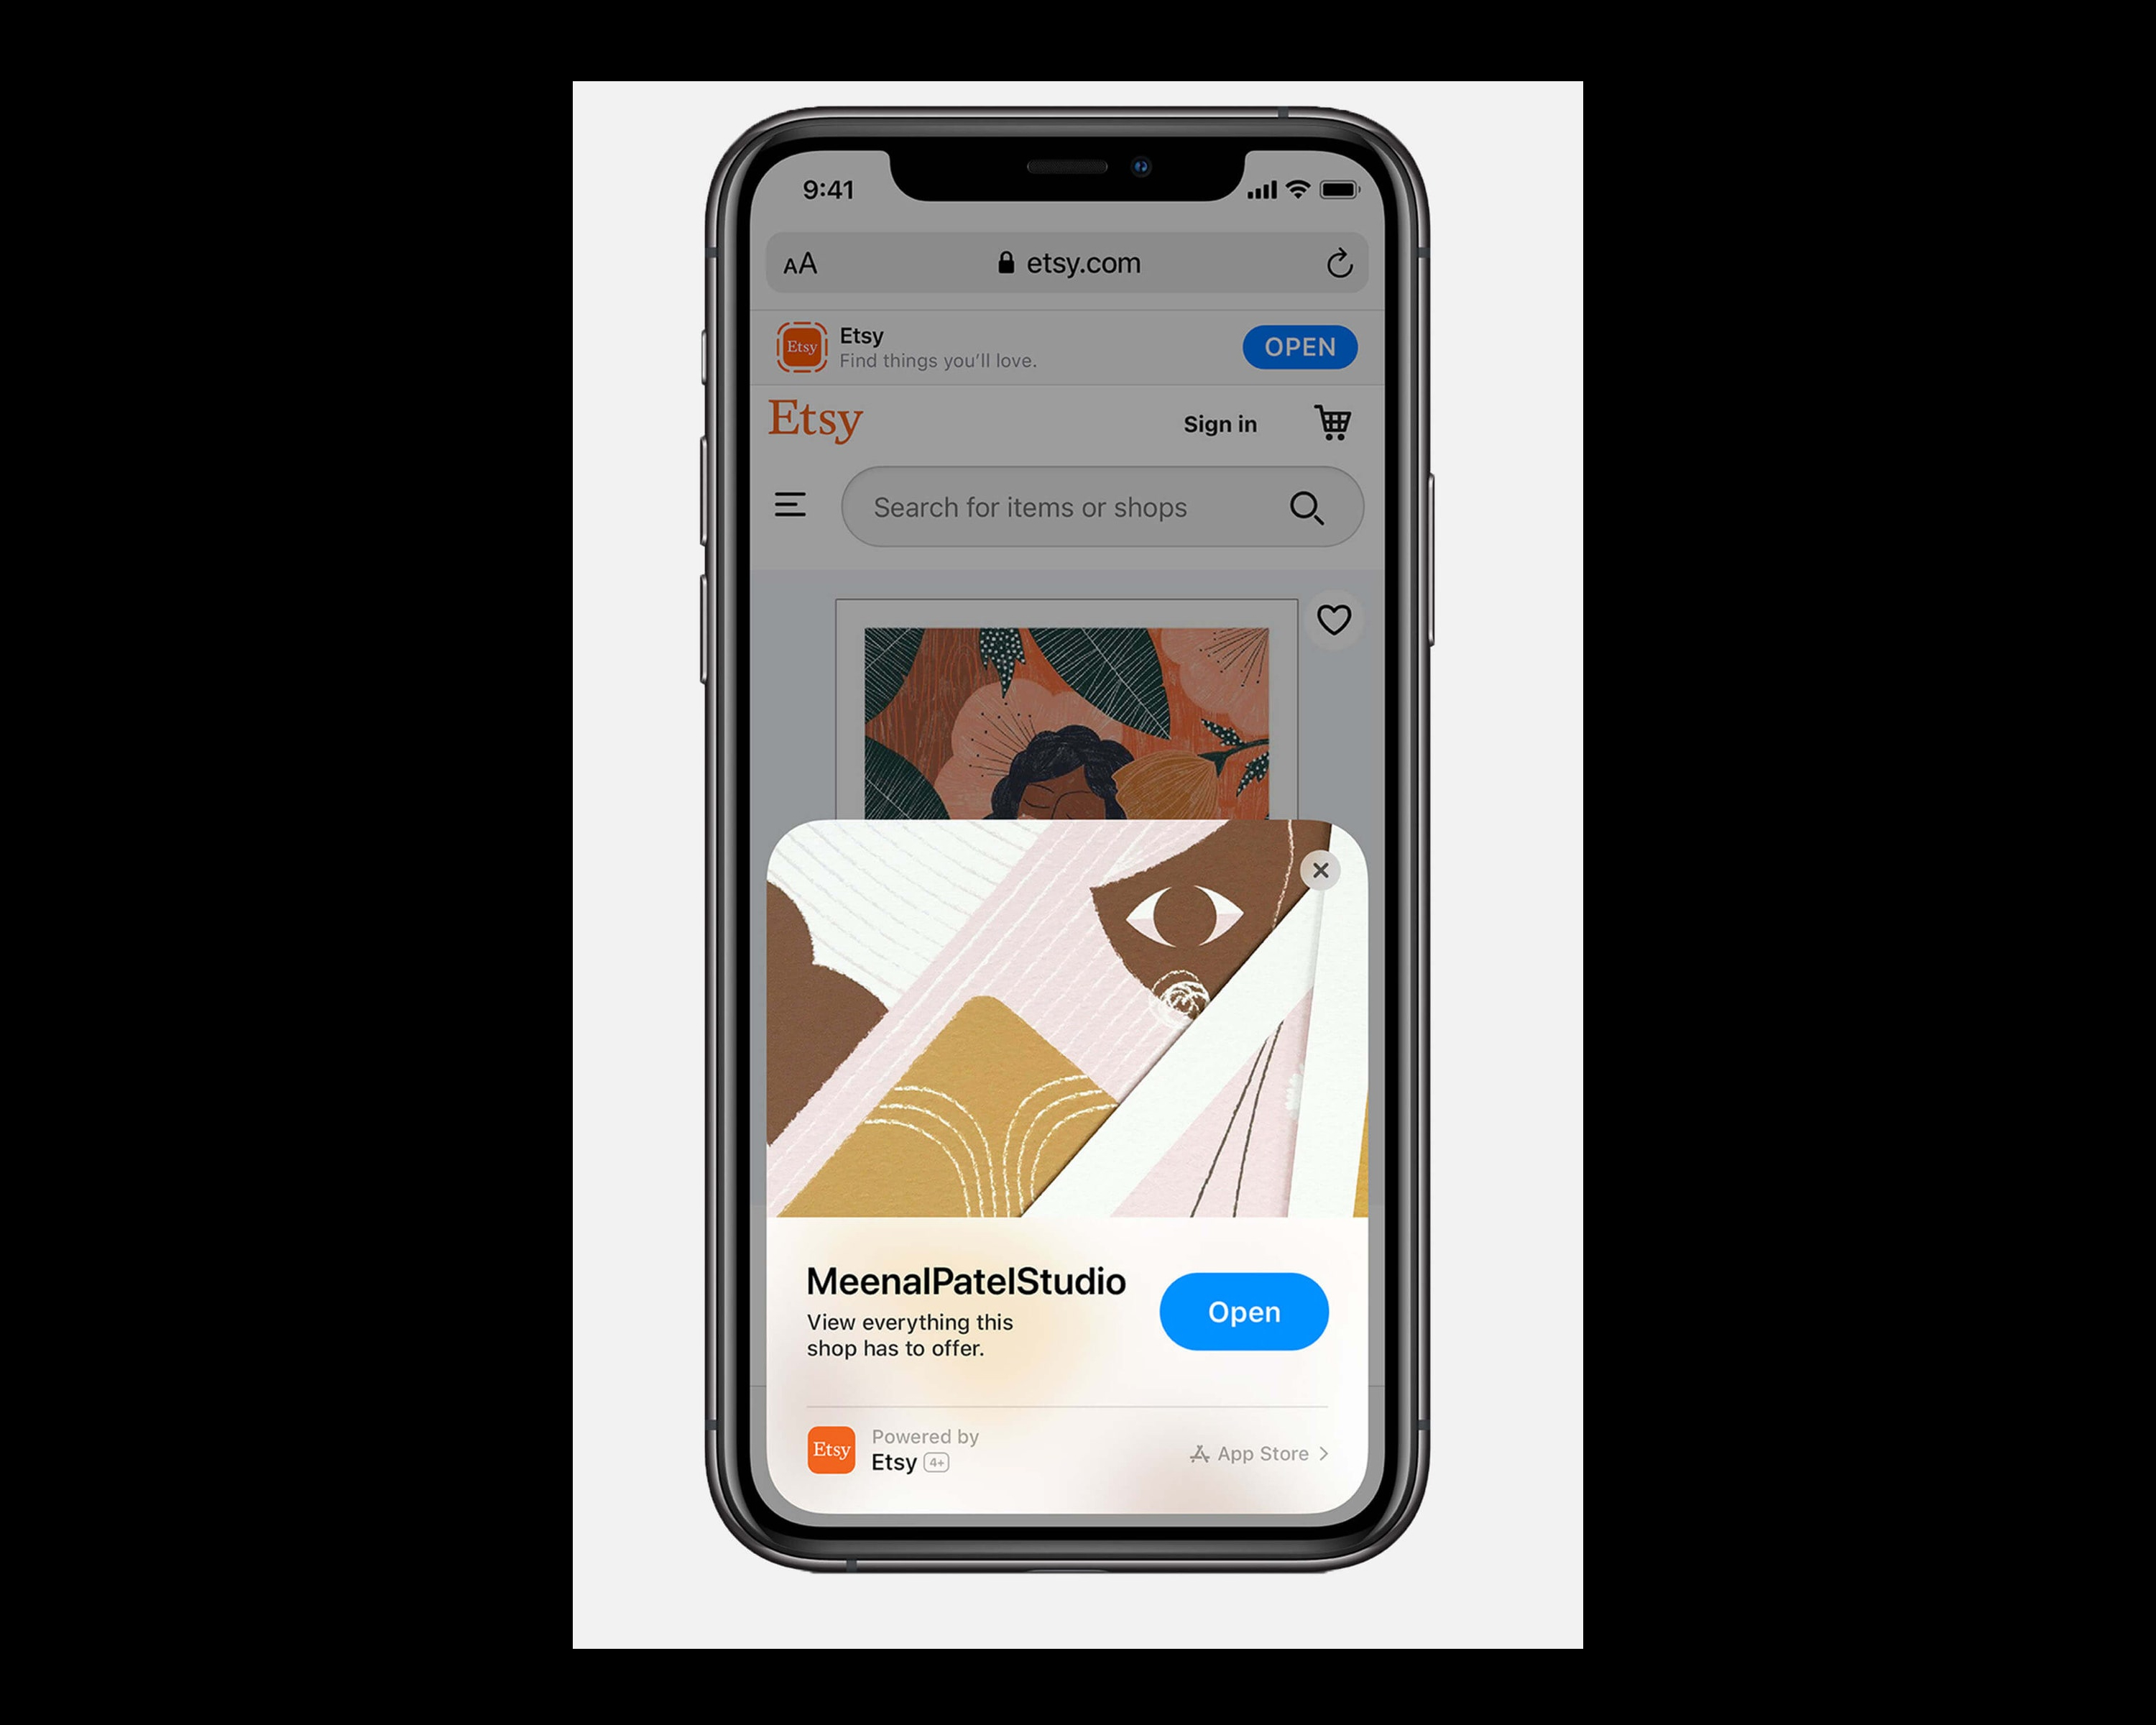 9:41
AA
etsy.com
Etsy
Etsy
Find things you'll love.
OPEN
Etsy
Sign in
Search for items or shops
MeenalPatelStudio
View everything this
shop has to offer.
Open
Etsy
Powered by
Etsy 4+
App Store